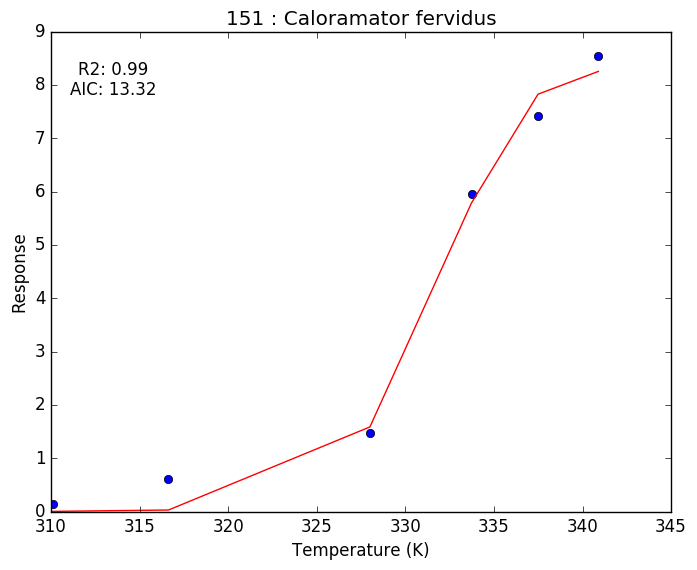 151 : Caloramator fervidus
R2: 0.99
AIC: 13.32
Response
9
8
7
6
5
4
3
2
1
0
310 315 320 325 330 335 340 345
Temperature (K)